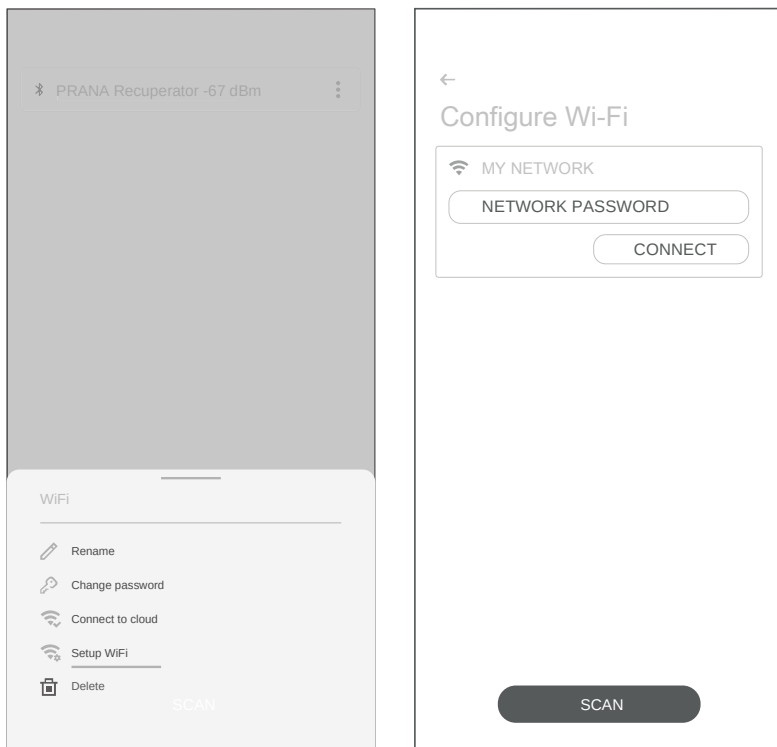 PRANA Recuperator -67 dBm
WiFi
Rename
Change password
Connect to cloud
Setup WiFi
Delete
SCAN
Configure Wi-Fi
MY NETWORK
NETWORK PASSWORD
CONNECT
SCAN